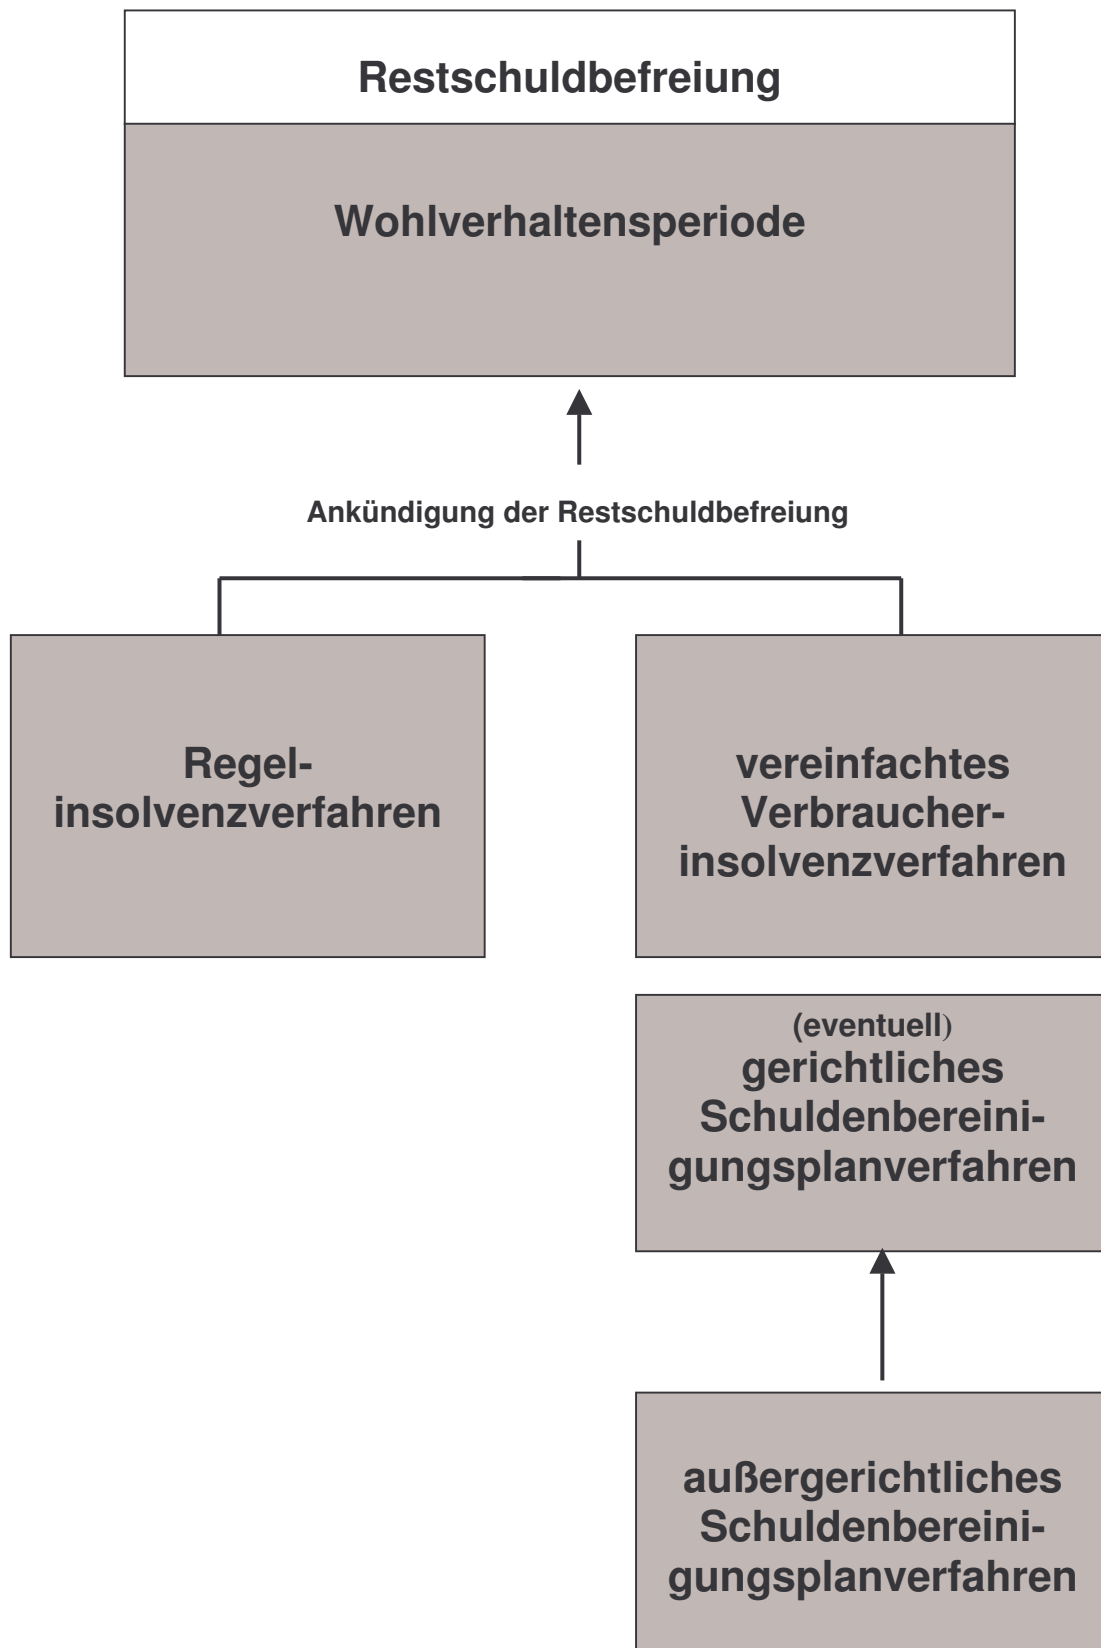 Restschuldbefreiung
Wohlverhaltensperiode
Ankündigung der Restschuldbefreiung
Regel-
insolvenzverfahren
vereinfachtes
Verbraucher-
insolvenzverfahren
(eventuell)
gerichtliches
Schuldenbereini-
gungsplanverfahren
außergerichtliches
Schuldenbereini-
gungsplanverfahren